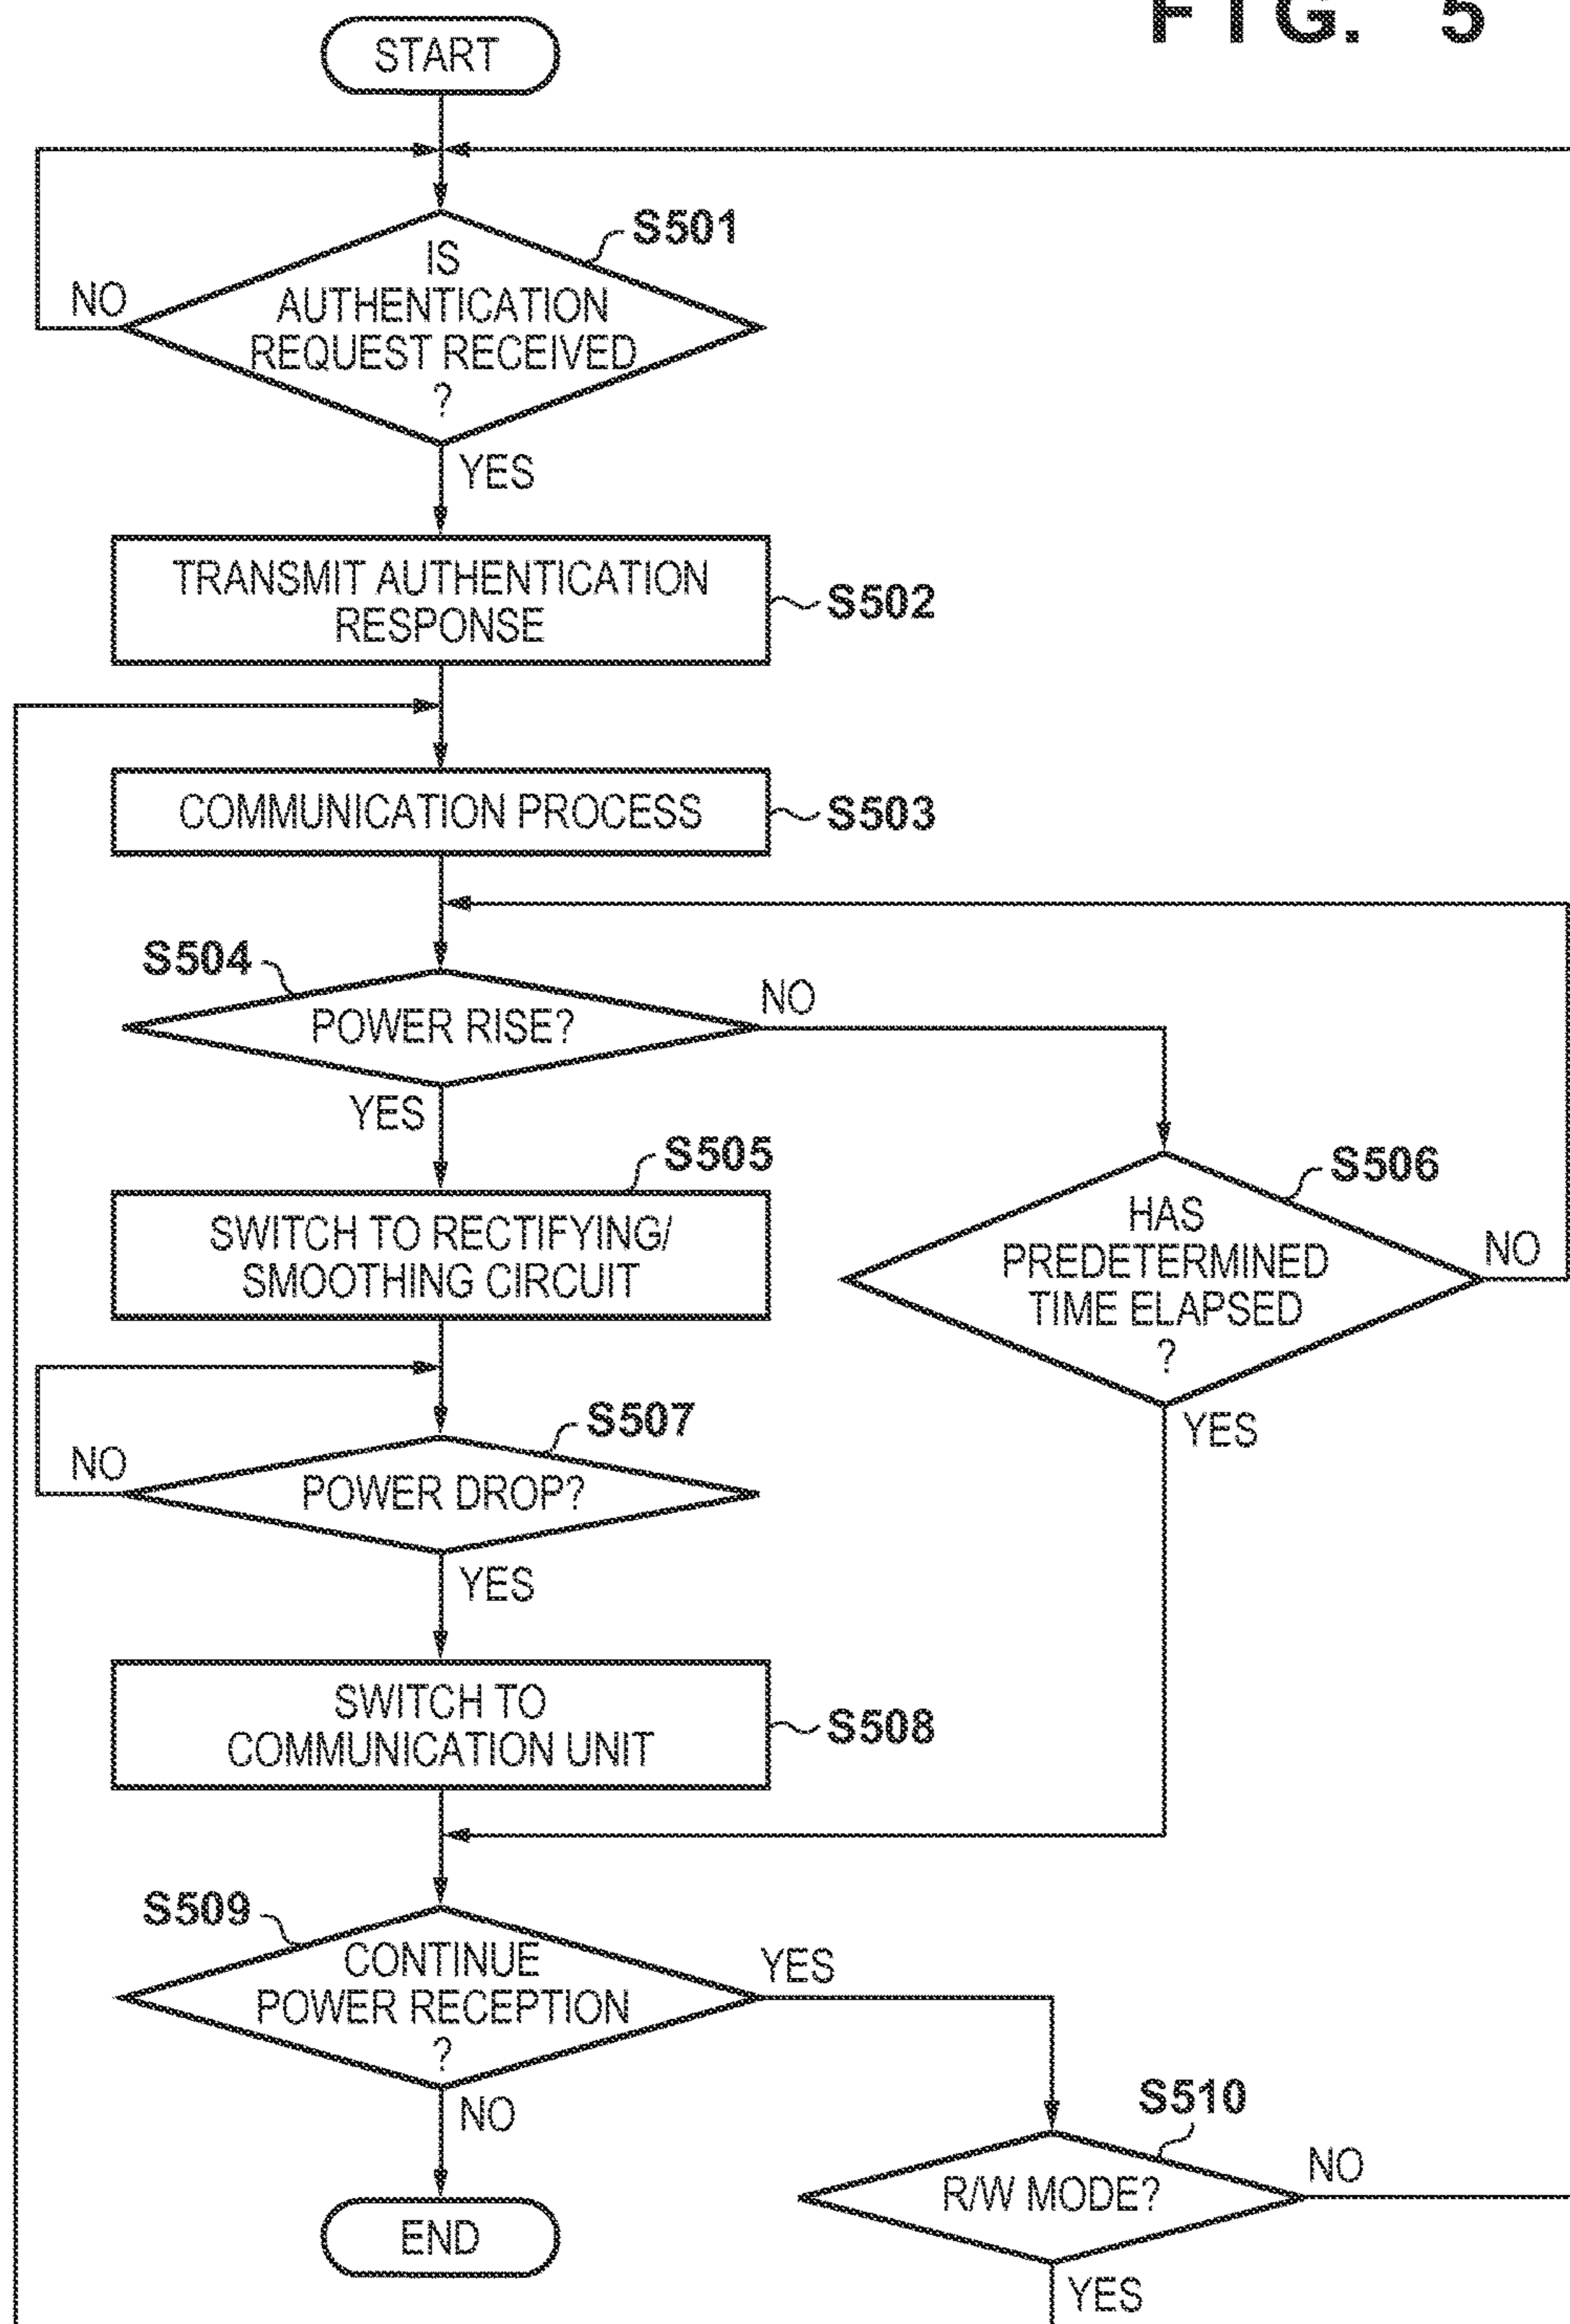 FIG. 5
START
S501
IS
AUTHENTICATION
REQUEST RECEIVED
?
NO
YES
TRANSMIT AUTHENTICATION
RESPONSE
S502
COMMUNICATION PROCESS
S503
S504
POWER RISE?
NO
YES
S505
SWITCH TO RECTIFYING/
SMOOTHING CIRCUIT
S506
HAS
PREDETERMINED
TIME ELAPSED
?
NO
YES
S507
POWER DROP?
NO
YES
SWITCH TO
COMMUNICATION UNIT
S508
S509
CONTINUE
POWER RECEPTION
?
YES
NO
S510
R/W MODE?
NO
YES
END